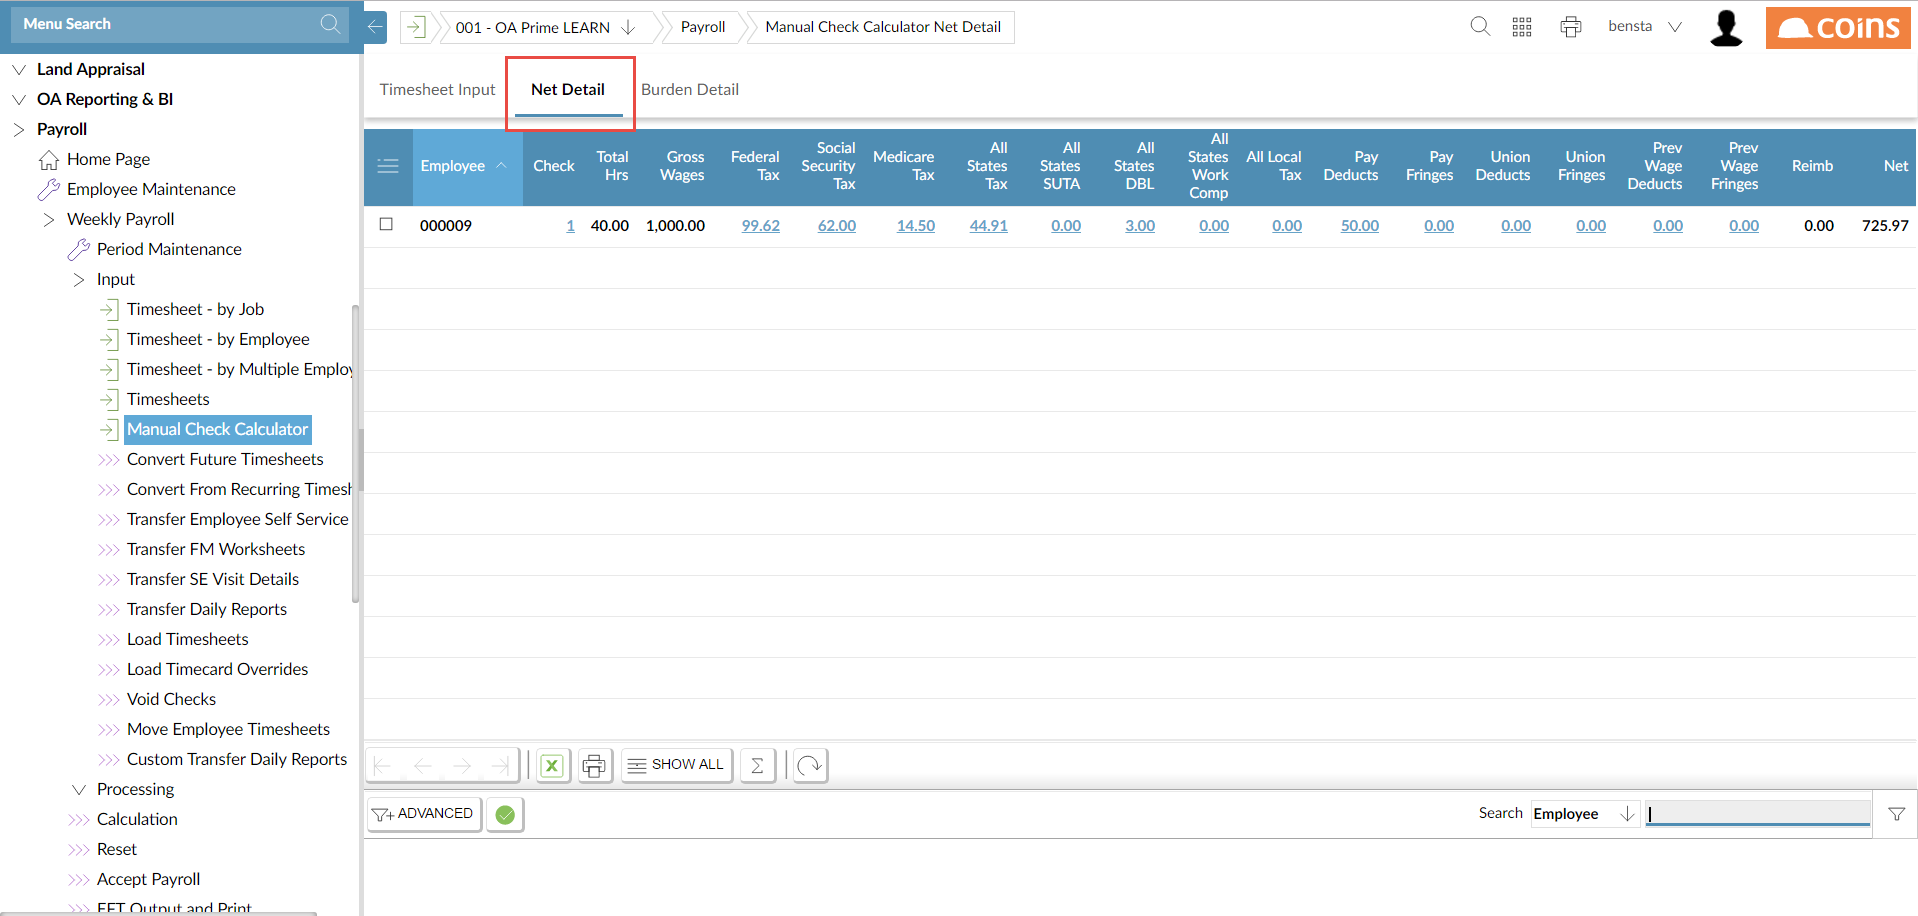 Menu Search
001 - OA Prime LEARN
Payroll
Manual Check Calculator Net Detail
bensta
coins
Land Appraisal
OA Reporting & BI
Payroll
Home Page
Employee Maintenance
Weekly Payroll
Period Maintenance
Input
Timesheet - by Job
Timesheet - by Employee
Timesheet - by Multiple Emplo
Timesheets
Manual Check Calculator
Convert Future Timesheets
Convert From Recurring Times
Transfer Employee Self Service
Transfer FM Worksheets
Transfer SE Visit Details
Transfer Daily Reports
Load Timesheets
Load Timecard Overrides
Void Checks
Move Employee Timesheets
Custom Transfer Daily Reports
Processing
Calculation
Reset
Accept Payroll
EFT Output and Print
Timesheet Input
Net Detail
Burden Detail
Employee
Check
Total
Hrs
Gross
Wages
Federal
Tax
Social
Security
Tax
Medicare
Tax
All
States
Tax
All
States
SUTA
All
States
DBL
All
States
Work
Comp
All Local
Tax
Pay
Deducts
Pay
Fringes
Union
Deducts
Union
Fringes
Prev
Wage
Deducts
Prev
Wage
Fringes
Reimb
Net
000009 1 40.00 1,000.00 99.62 62.00 14.50 44.91 0.00 3.00 0.00 0.00 50.00 0.00 0.00 0.00 0.00 0.00 0.00 725.97
SHOW ALL
ADVANCED
Search Employee